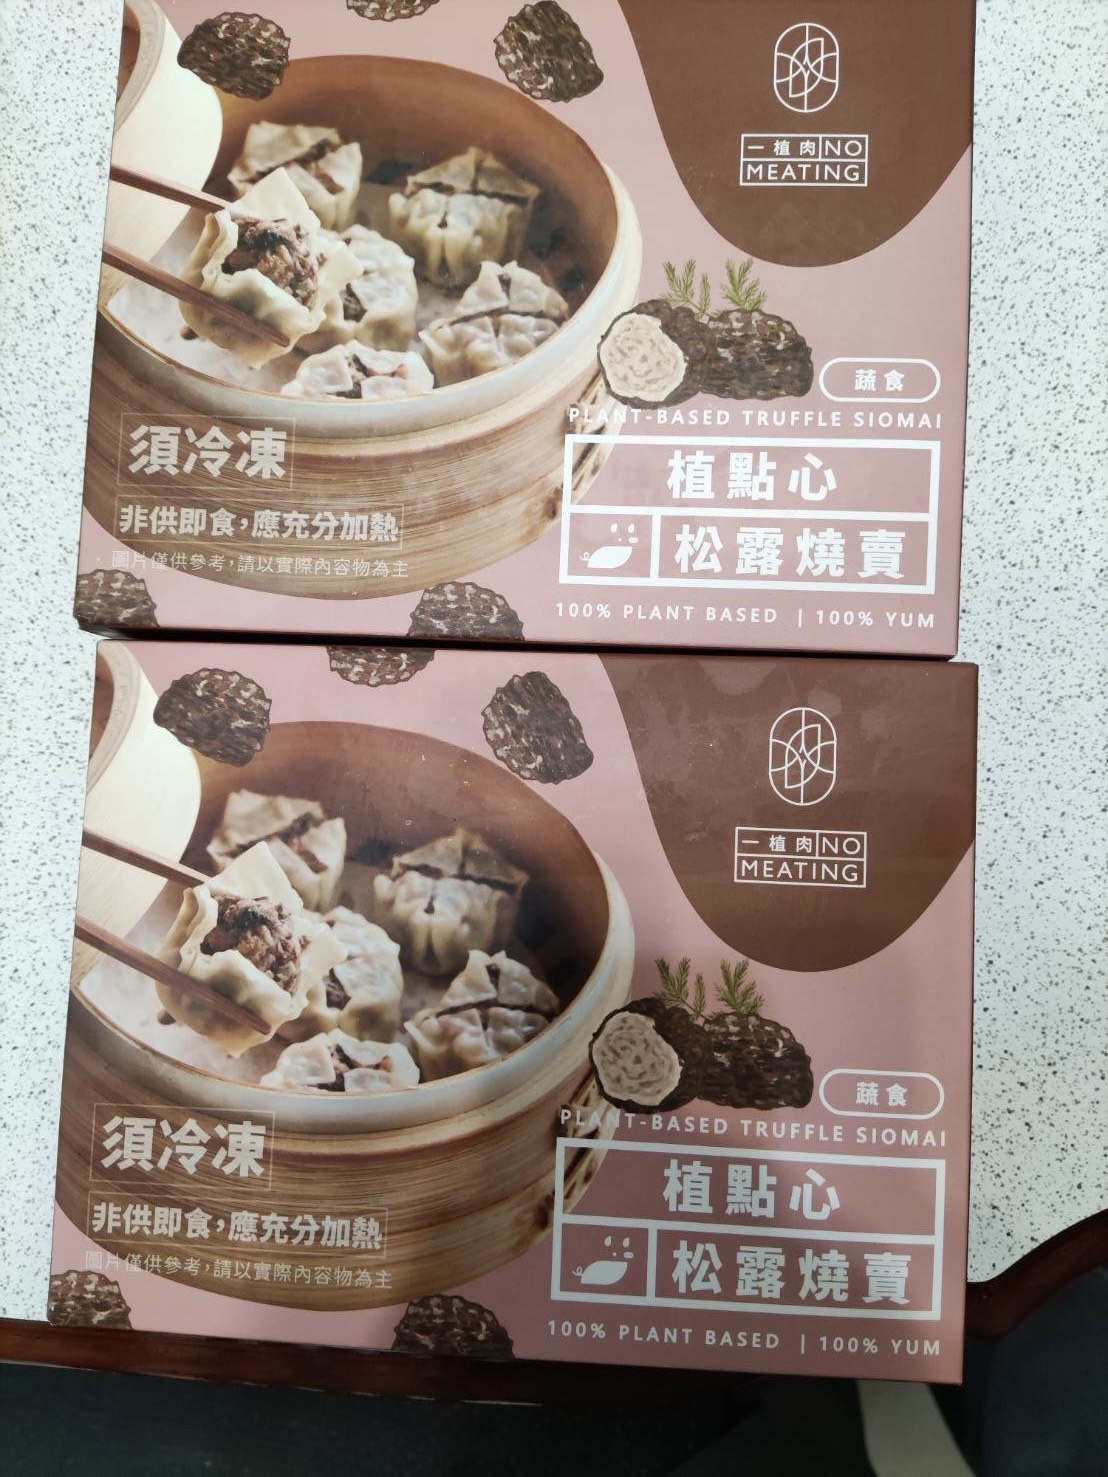 一植肉 NO
MEATING
蔬食
PLANT-BASED TRUFFLE SIOMAI
植點心
松露燒賣
100% PLANT BASED | 100% YUM
須冷凍
非供即食，應充分加熱
圖片僅供參考，請以實際內容物為主
一植肉 NO
MEATING
蔬食
PLANT-BASED TRUFFLE SIOMAI
植點心
松露燒賣
100% PLANT BASED | 100% YUM
須冷凍
非供即食，應充分加熱
圖片僅供參考，請以實際內容物為主